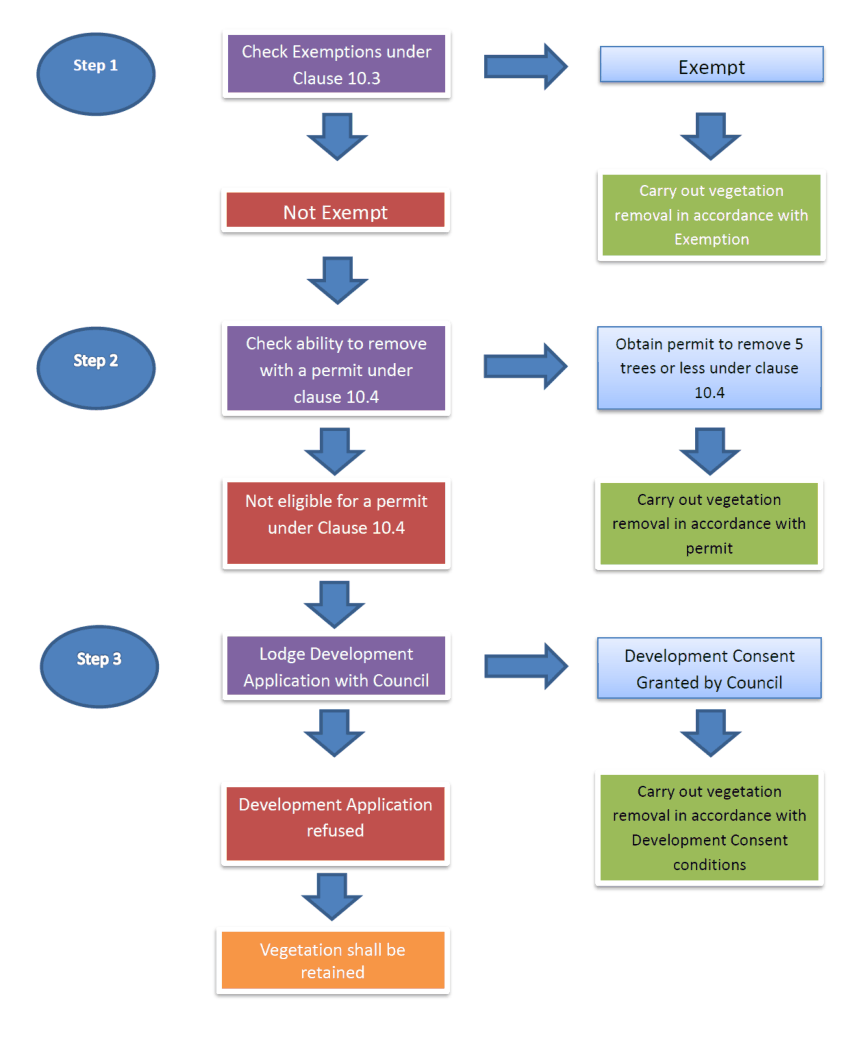 Step 1
Check Exemptions under
Clause 10.3
Exempt
Not Exempt
Carry out vegetation
removal in accordance with
Exemption
Step 2
Check ability to remove
with a permit under
clause 10.4
Obtain permit to remove 5
trees or less under clause
10.4
Not eligible for a permit
under Clause 10.4
Carry out vegetation
removal in accordance with
permit
Step 3
Lodge Development
Application with Council
Development Consent
Granted by Council
Development Application
refused
Carry out vegetation
removal in accordance with
Development Consent
conditions
Vegetation shall be
retained